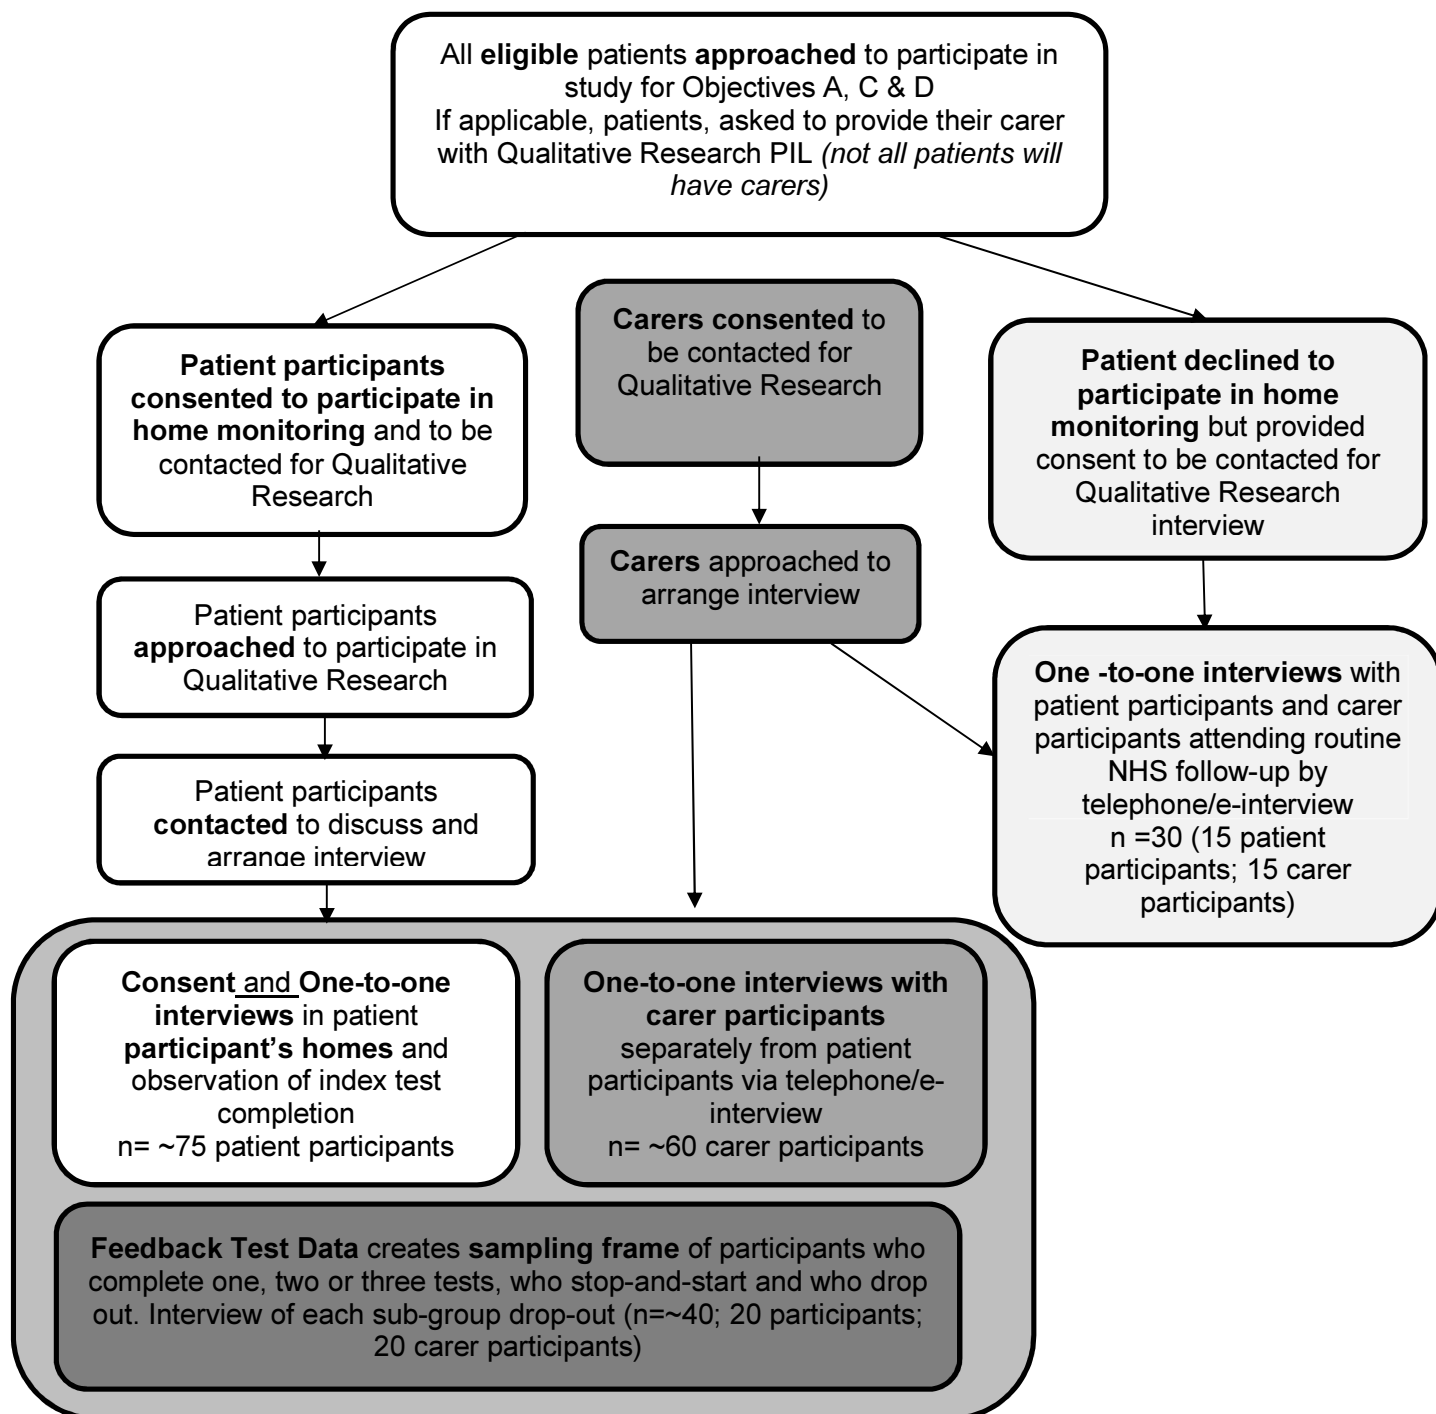 All eligible patients approached to participate in
study for Objectives A, C & D
If applicable, patients, asked to provide their carer
with Qualitative Research PIL (not all patients will
have carers)
Patient participants
consented to participate in
home monitoring and to be
contacted for Qualitative
Research
Carers consented to
be contacted for
Qualitative Research
Patient declined to
participate in home
monitoring but provided
consent to be contacted for
Qualitative Research
interview
Patient participants
approached to participate in
Qualitative Research
Carers approached to
arrange interview
Patient participants
contacted to discuss and
arrange interview
One -to-one interviews with
patient participants and carer
participants attending routine
NHS follow-up by
telephone/e-interview
n =30 (15 patient
participants; 15 carer
participants)
Consent and One-to-one
interviews in patient
participant’s homes and
observation of index test
completion
n= ~75 patient participants
One-to-one interviews with
carer participants
separately from patient
participants via telephone/e-
interview
n= ~60 carer participants
Feedback Test Data creates sampling frame of participants who
complete one, two or three tests, who stop-and-start and who drop
out. Interview of each sub-group drop-out (n=~40; 20 participants;
20 carer participants)